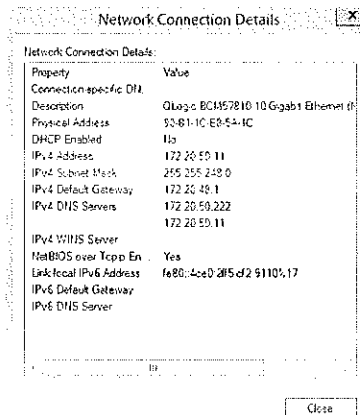 Network Connection Details
Network Connection Details:
Property Value
Connection-specific DN.
Description QLogic BCM57810 10 Gigabit Ethernet (N
Physical Address
DHCP Enabled No
IPv4 Address 172.20.50.11
IPv4 Subnet Mask 255.255.248.0
IPv4 Default Gateway 172.20.48.1
IPv4 DNS Servers 172.20.50.222
172.20.50.11
IPv4 WINS Server
NetBIOS over Tcpip En... Yes
Link-local IPv6 Address
IPv6 Default Gateway
IPv6 DNS Server
Close